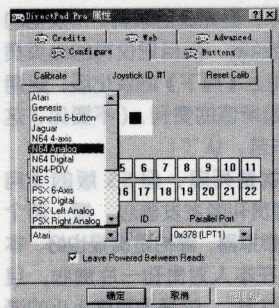 DirectPad Pro 属性
Credits Web Advanced
Configure Buttons
Calibrate Joystick ID #1 Reset Calib
Atari
Genesis
Genesis 6-button
Jaguar
N64 4-axis
N64 Analog
N64 Digital
N64-POV
NES
PSX 6-Axis
PSX Digital
PSX Left Analog
PSX Right Analog
5 6 7 8 9 10 11
16 17 18 19 20 21 22
ID Parallel Port
Atari 0x378 (LPT1)
Leave Powered Between Reads
确定 取消